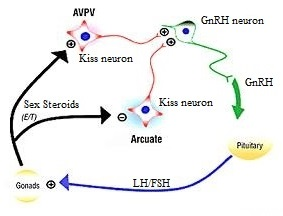 AVPV
GnRH neuron
Kiss neuron
GnRH
Sex Steroids
(E/T)
Kiss neuron
Arcuate
Pituitary
Gonads
LH/FSH